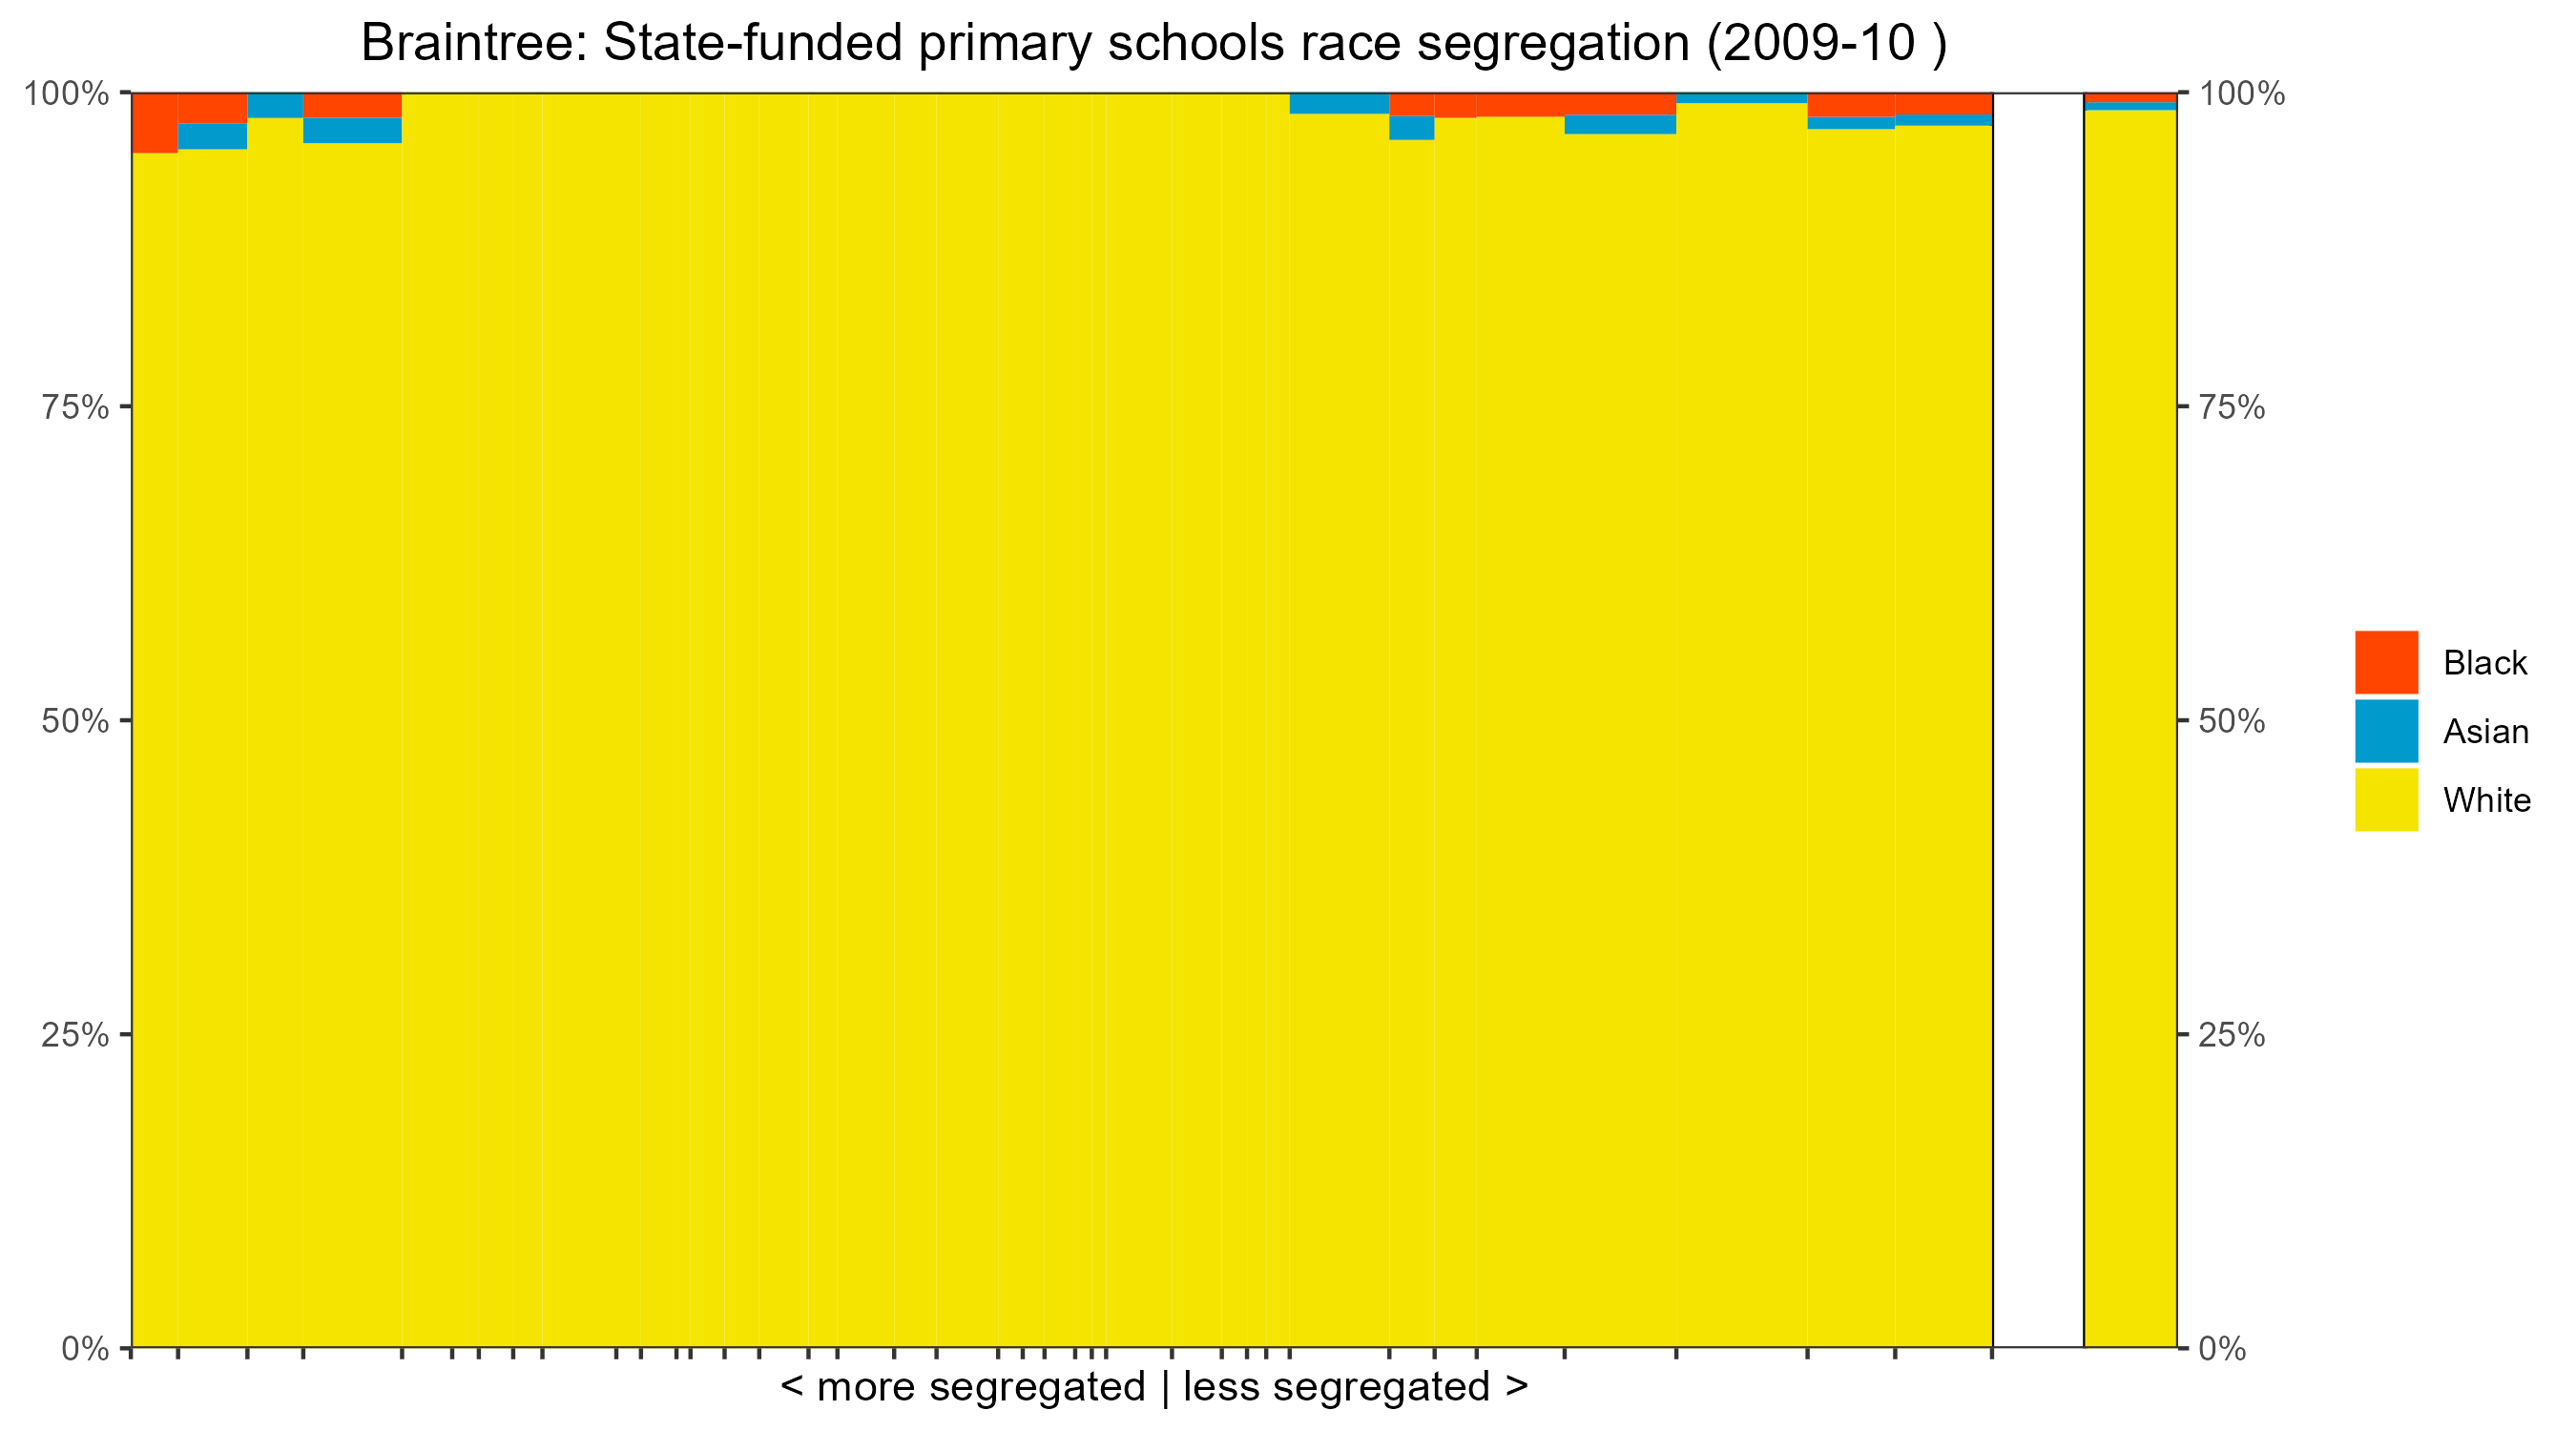 Braintree: State-funded primary schools race segregation (2009-10 )
100%
75%
50%
25%
0%
100%
75%
50%
25%
0%
< more segregated | less segregated >
Black
Asian
White